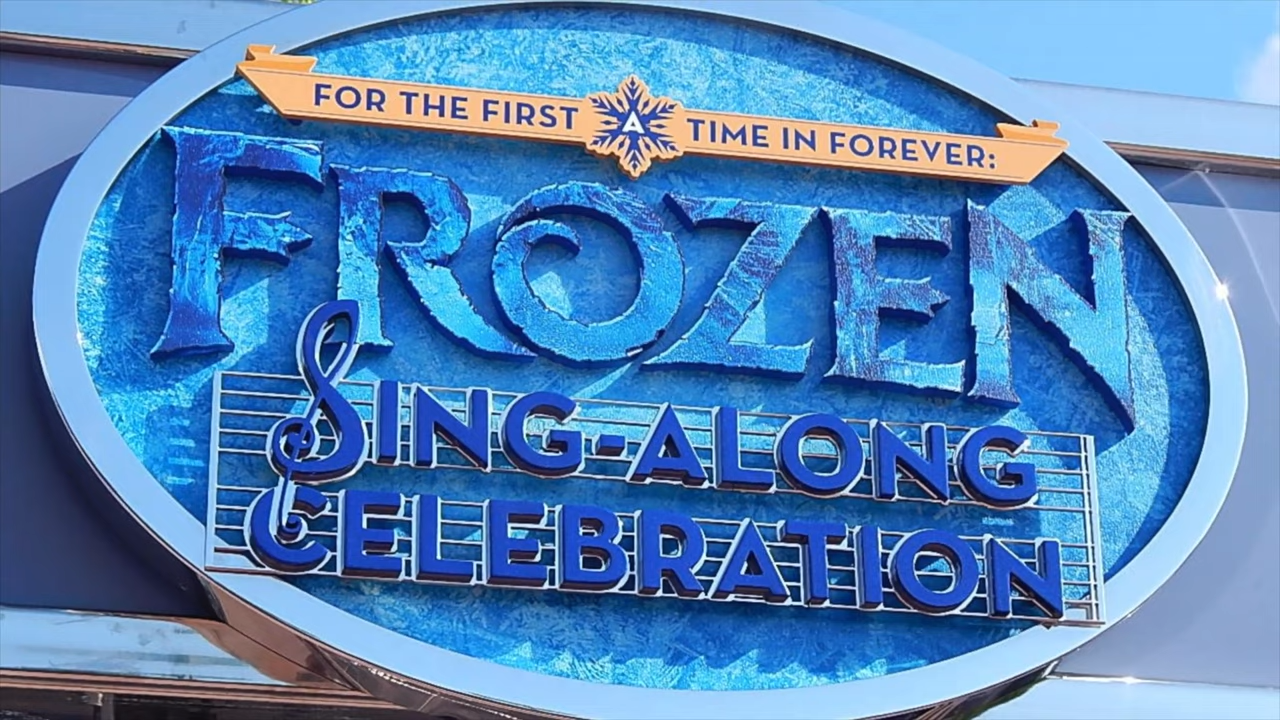 FOR THE FIRST A TIME IN FOREVER:
FROZEN
SING-ALONG
CELEBRATION